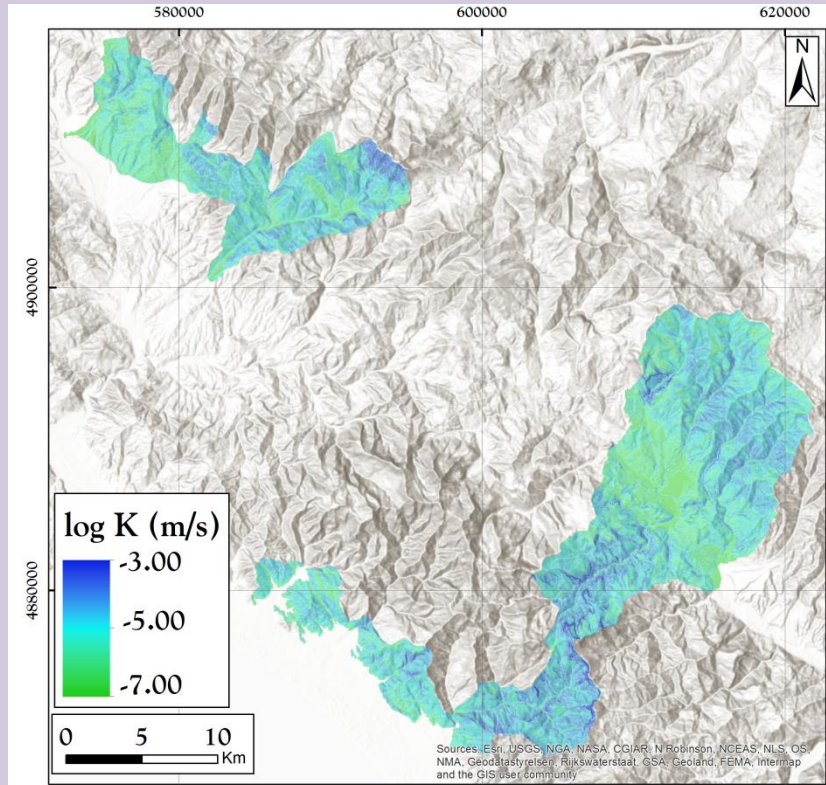 580000
600000
620000
N
4900000
4880000
log K (m/s)
-3.00
-5.00
-7.00
0 5 10
Km
Sources: Esri, USGS, NGA, NASA, CGIAR, N Robinson, NCEAS, NLS, OS,
NMA, Geodatastyrelsen, Rijkswaterstaat, GSA, Geoland, FEMA, Intermap
and the GIS user community